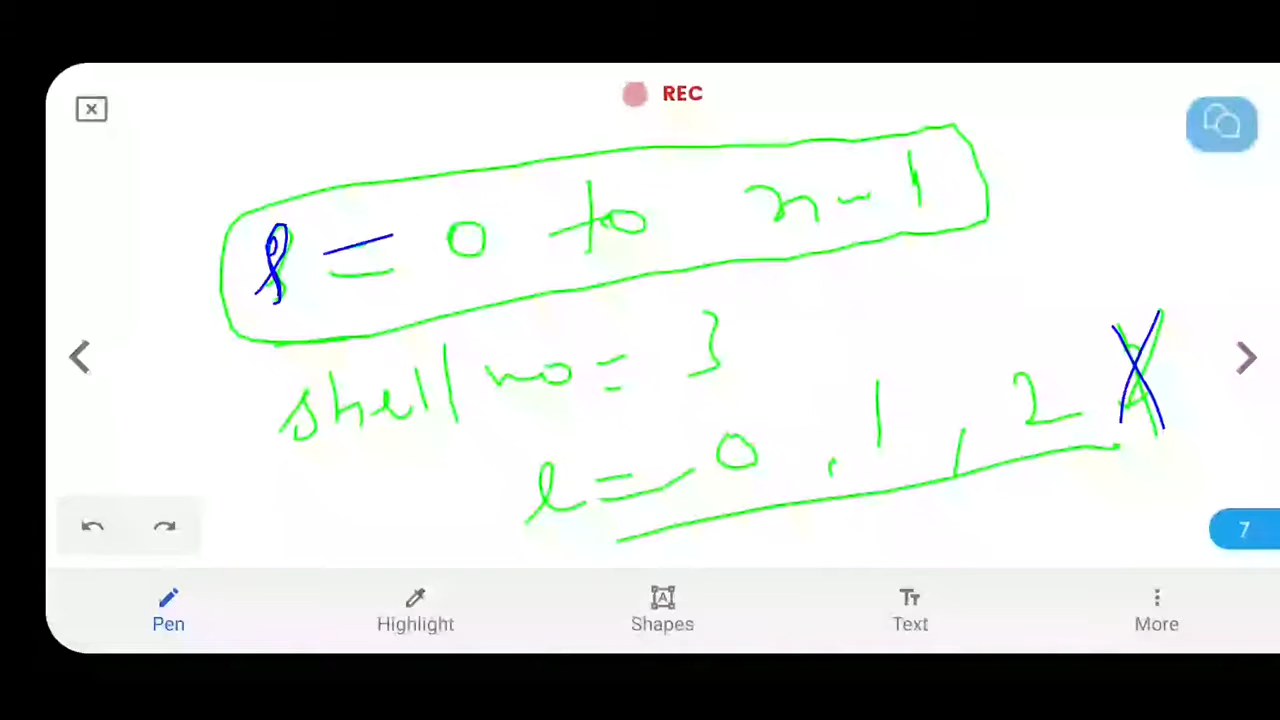 REC
l = 0 to n-1
shell no = 3
l = 0, 1, 2
7
Pen Highlight Shapes Text More